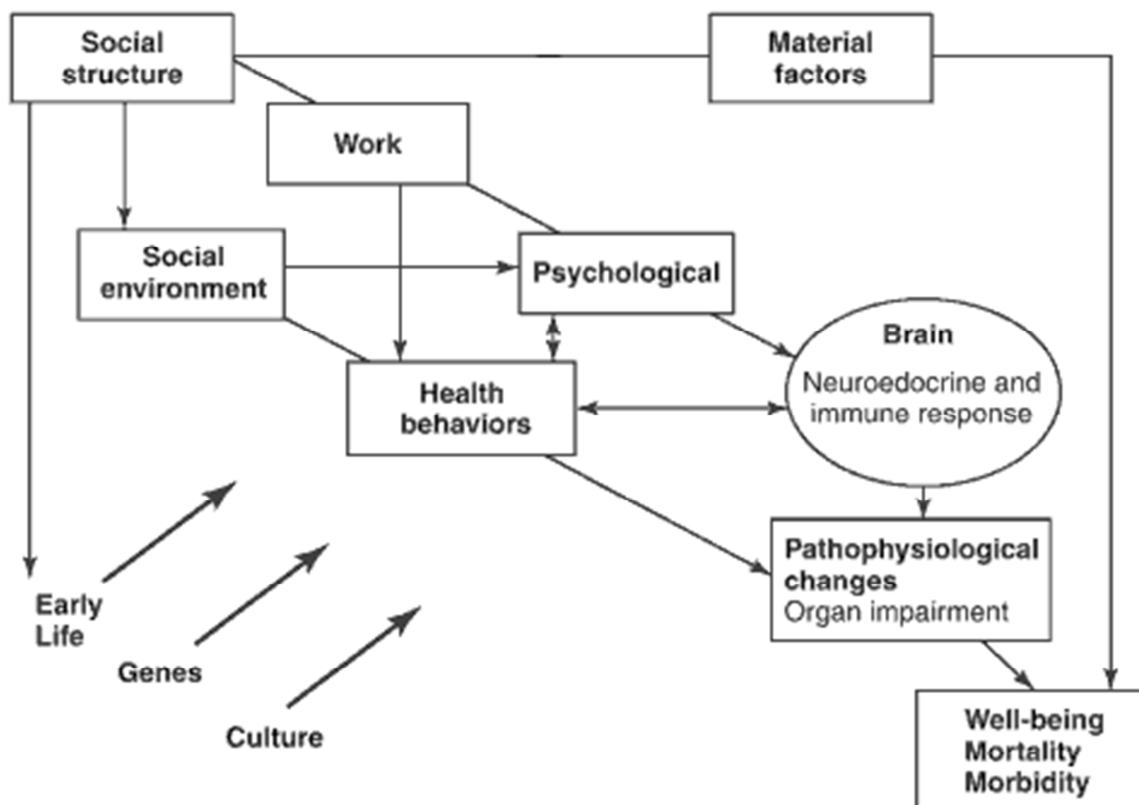 Social
structure
Material
factors
Work
Social
environment
Psychological
Brain
Neuroedocrine and
immune response
Health
behaviors
Pathophysiological
changes
Organ impairment
Early
Life
Genes
Culture
Well-being
Mortality
Morbidity